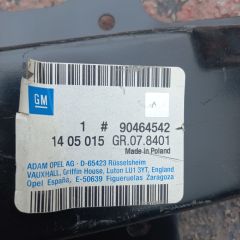 GM
1 # 90464542
14 05 015 GR.07.8401
Made in Poland
ADAM OPEL AG · D-65423 Rüsselsheim
VAUXHALL, Griffin House, Luton LU1 3YT, England
Opel España, E-50639 Figueruelas Zaragoza